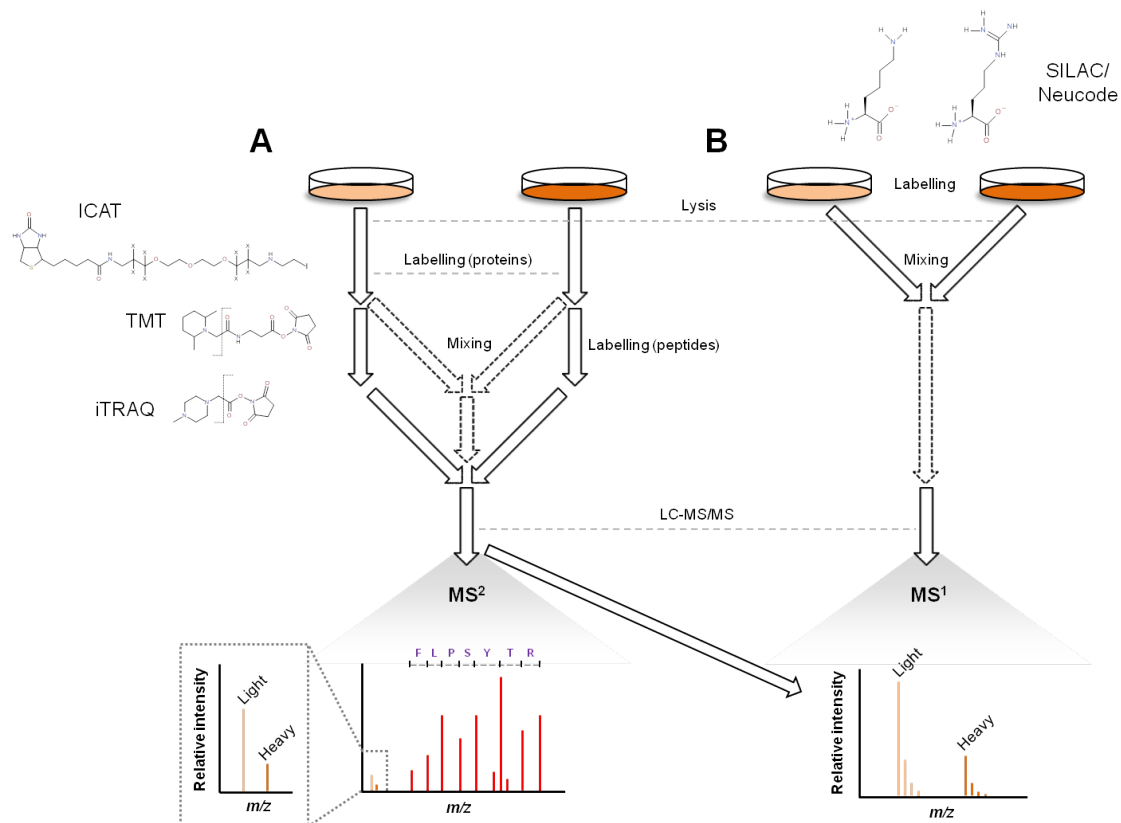 SILAC/
Neucode
A
B
ICAT
Labelling
Lysis
Labelling (proteins)
Mixing
TMT
Mixing
Labelling (peptides)
iTRAQ
LC-MS/MS
MS²
MS¹
F L P S Y T R
Relative intensity
Light
Heavy
m/z
m/z
Relative intensity
Light
Heavy
m/z